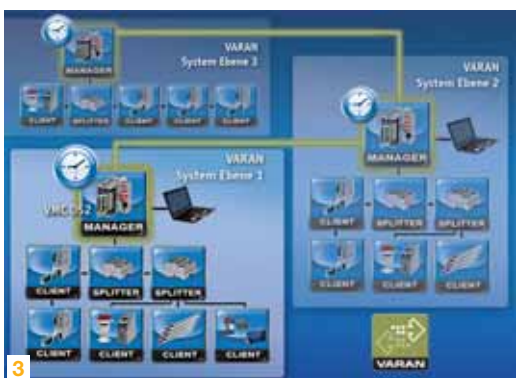 VARAN
System Ebene 3
MANAGER
CLIENT SPLITTER CLIENT CLIENT CLIENT
VARAN
System Ebene 2
MANAGER
CLIENT SPLITTER SPLITTER
CLIENT CLIENT CLIENT
VARAN
System Ebene 1
MANAGER
CLIENT SPLITTER SPLITTER
CLIENT CLIENT CLIENT CLIENT
VARAN
3